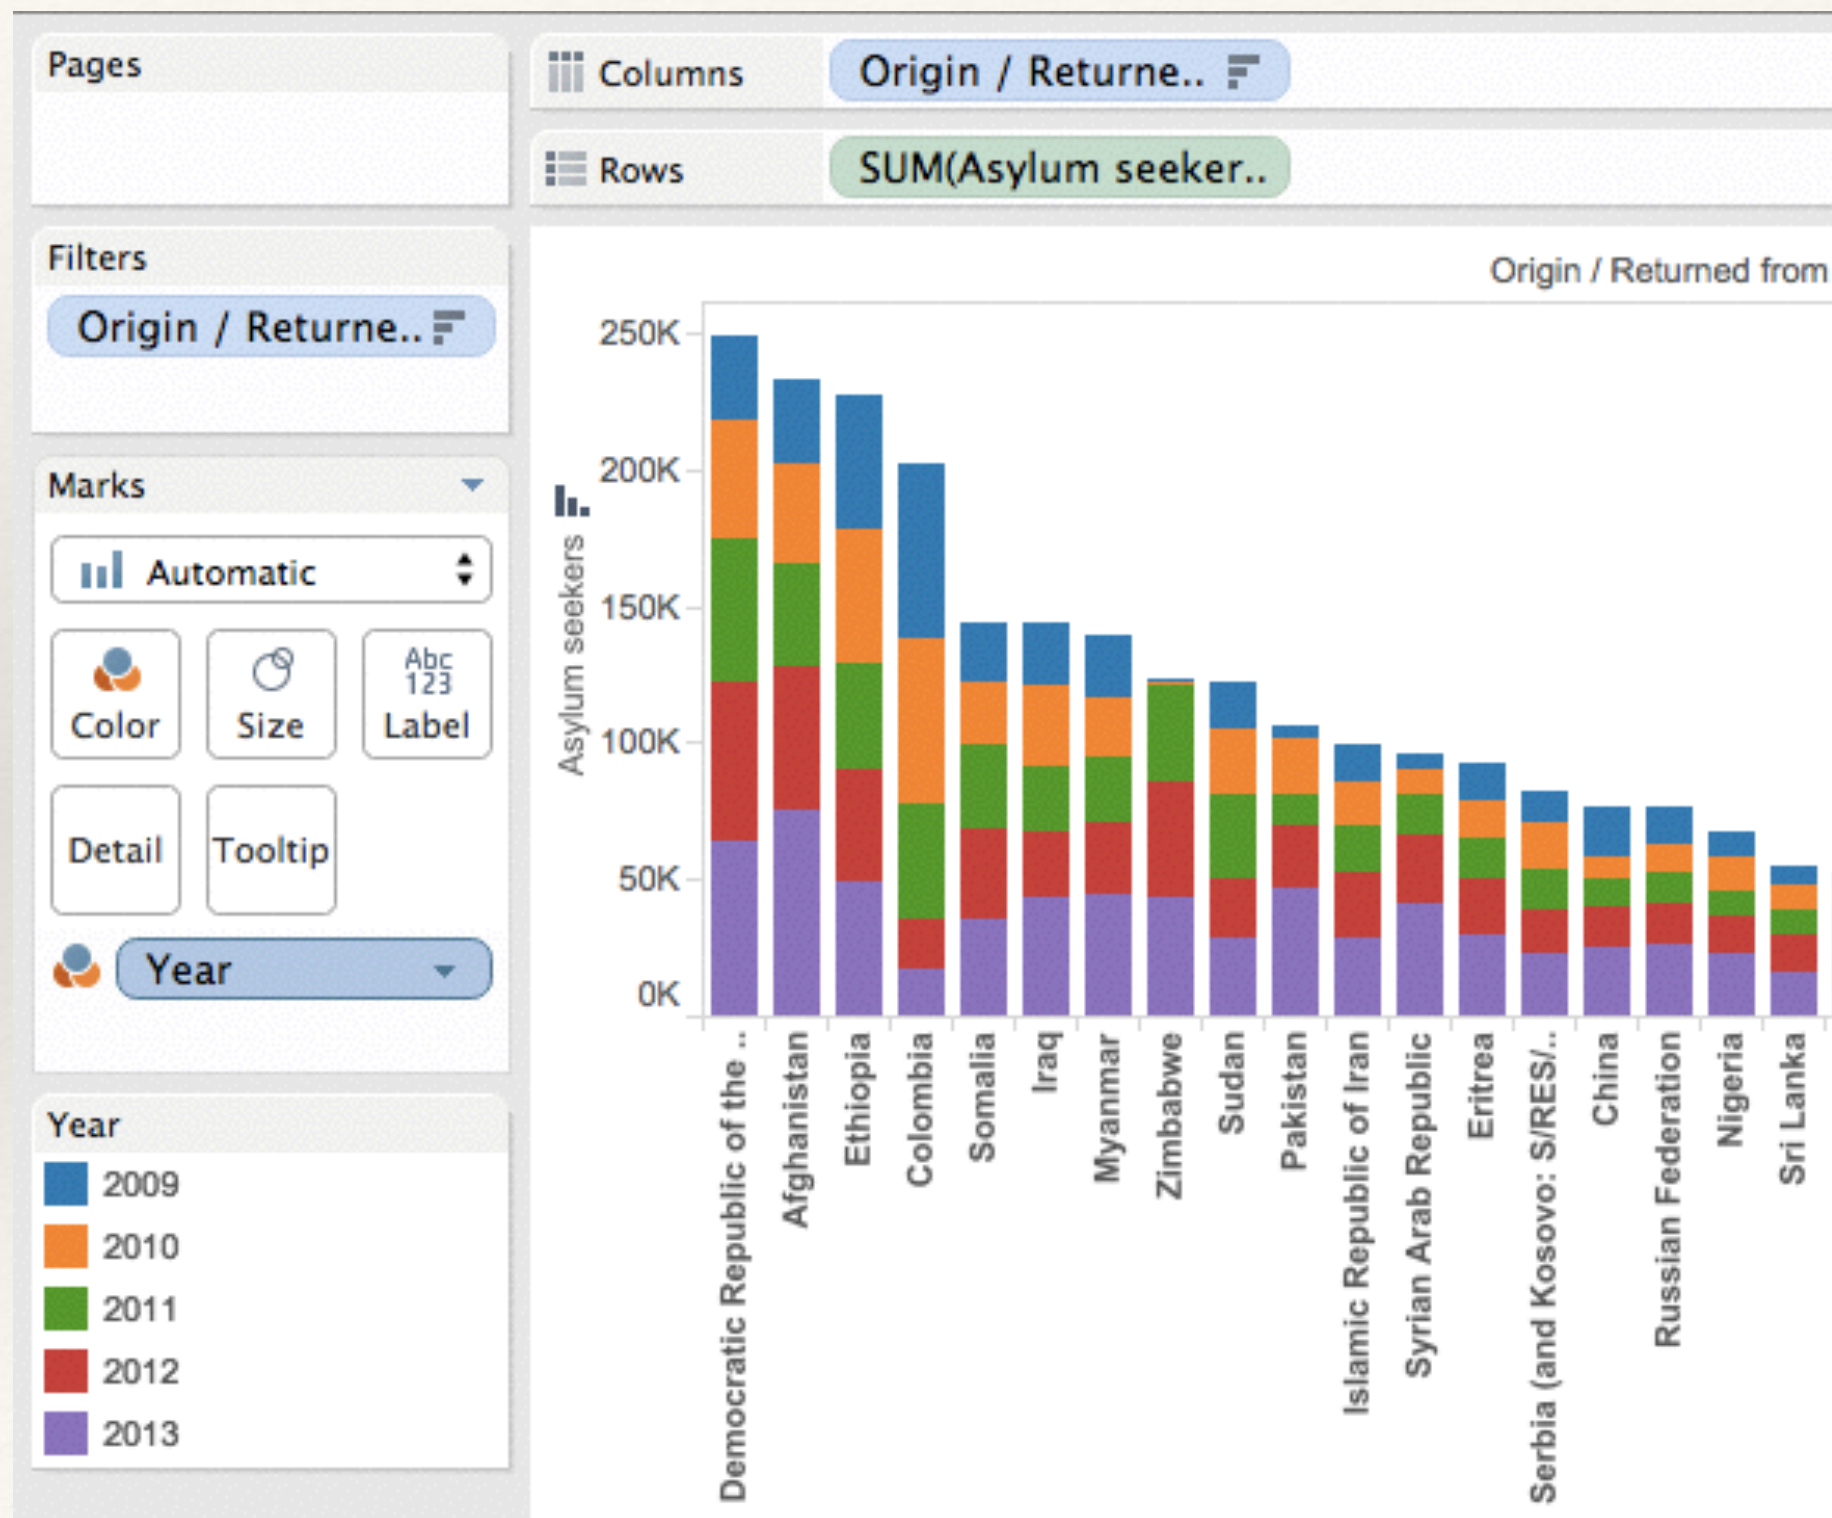 Pages
Columns
Origin / Returne..
Rows
SUM(Asylum seeker..
Filters
Origin / Returne..
Marks
Automatic
Color
Size
Abc
123
Label
Detail
Tooltip
Year
Year
2009
2010
2011
2012
2013
Origin / Returned from
Asylum seekers
250K
200K
150K
100K
50K
0K
Democratic Republic of the ..
Afghanistan
Ethiopia
Colombia
Somalia
Iraq
Myanmar
Zimbabwe
Sudan
Pakistan
Islamic Republic of Iran
Syrian Arab Republic
Eritrea
Serbia (and Kosovo: S/RES/..
China
Russian Federation
Nigeria
Sri Lanka